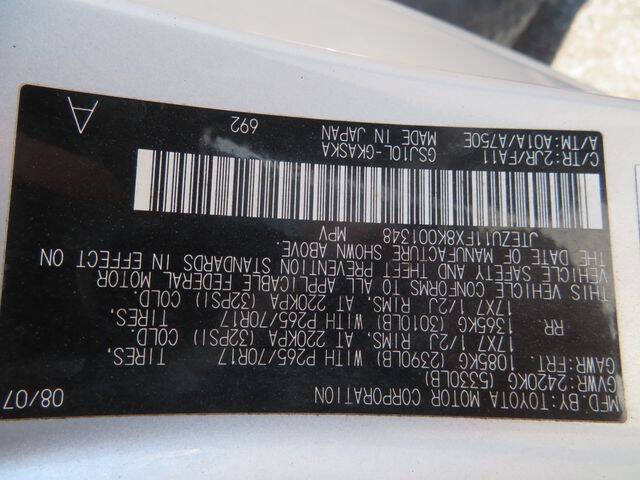 MFD.BY:TOYOTA MOTOR CORPORATION 08/07
GVWR:2420KG (5330LB)
GAWR:FRT. 1085KG (2390LB) WITH P265/70R17 TIRES.
17X7 1/2J RIMS, AT 220KPA (32PSI) COLD.
RR 1365KG (3010LB) WITH P265/70R17 TIRES.
17X7 1/2J RIMS, AT 220KPA (32PSI) COLD.
THIS VEHICLE CONFORMS TO ALL APPLICABLE FEDERAL MOTOR
VEHICLE SAFETY AND THEFT PREVENTION STANDARDS IN EFFECT ON
THE DATE OF MANUFACTURE SHOWN ABOVE.
JTEZU11FX8K001348 MPV
C/TR:2JR/FA11 GSJ10L-GKASKA 692
A/TM:A01A/A750E MADE IN JAPAN A